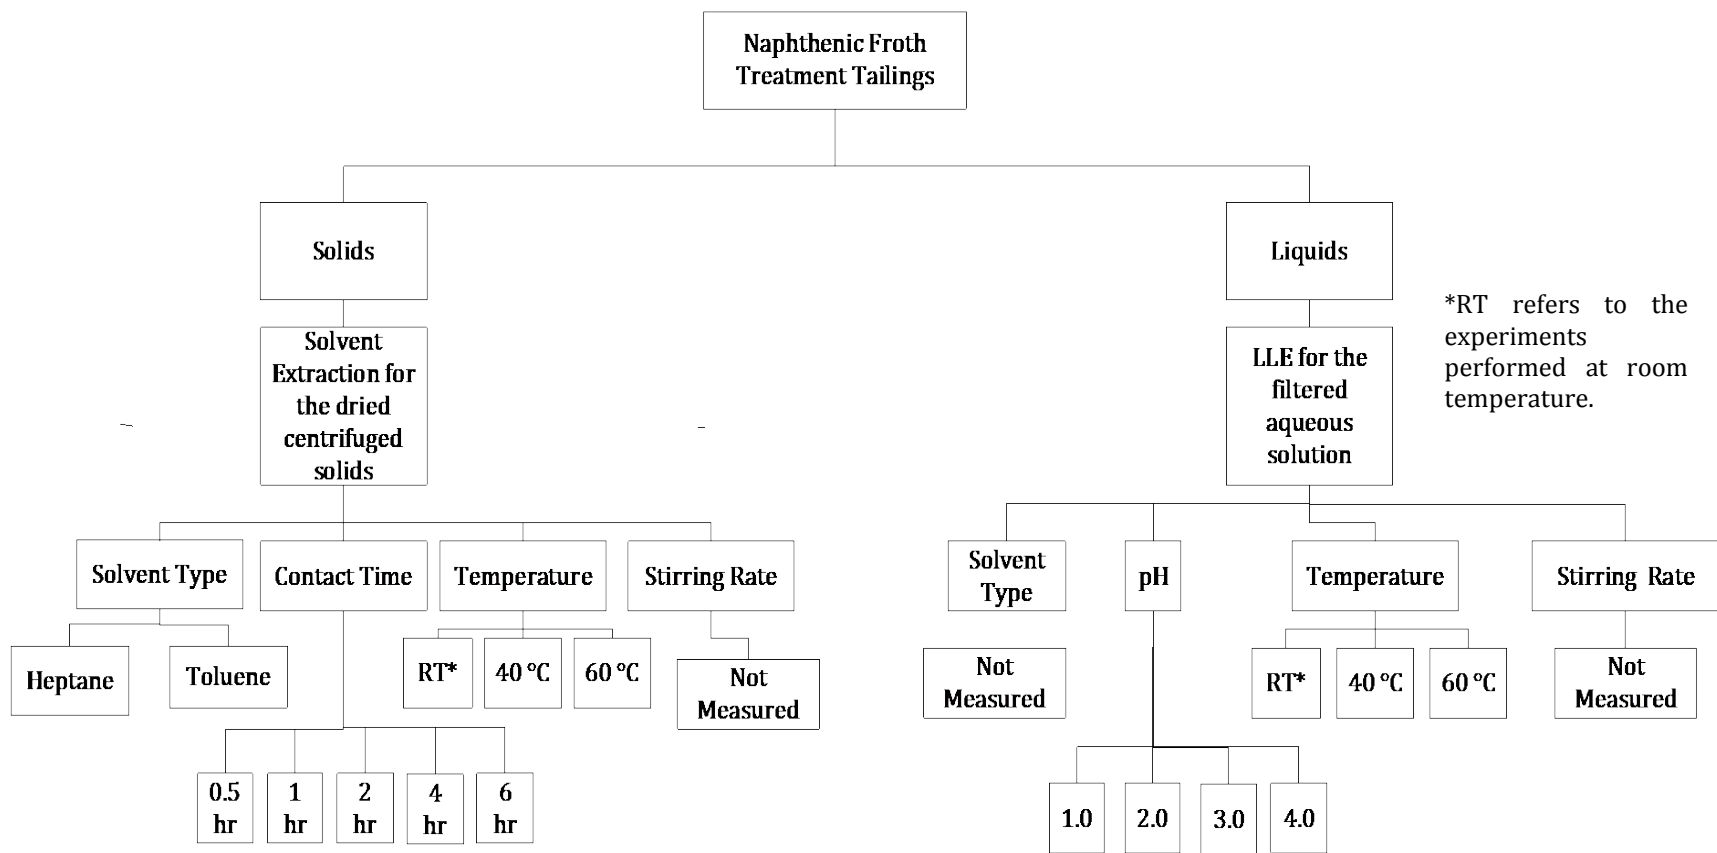 Naphthenic Froth
Treatment Tailings
Solids
Liquids
*RT refers to the
experiments
performed at room
temperature.
Solvent
Extraction for
the dried
centrifuged
solids
LLE for the
filtered
aqueous
solution
Solvent Type
Contact Time
Temperature
Stirring Rate
Solvent
Type
pH
Temperature
Stirring Rate
Heptane
Toluene
RT*
40 °C
60 °C
Not
Measured
Not
Measured
RT*
40 °C
60 °C
Not
Measured
0.5
hr
1
hr
2
hr
4
hr
6
hr
1.0
2.0
3.0
4.0